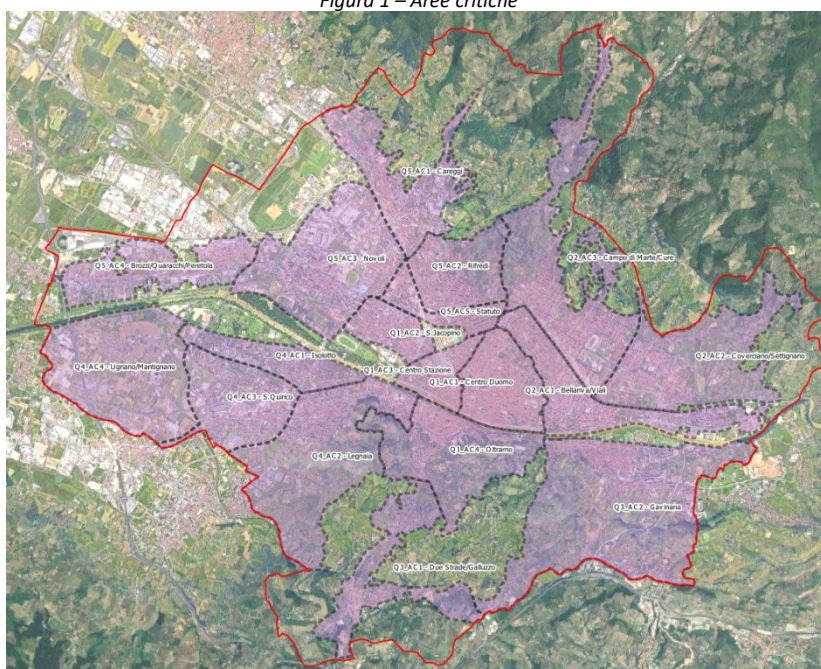 Figura 1 – Aree critiche
Q5_AC1 - Careggi
Q2_AC3 - Campo di Marte/Cure
Q5_AC4 - Brozzi/Quaracchi/Peretola
Q5_AC3 - Novoli
Q5_AC2 - Rifredi
Q5_AC5 - Statuto
Q1_AC2 - S.Jacopino
Q4_AC1 - Isolotto
Q2_AC2 - Coverciano/Settignano
Q4_AC4 - Ugnano/Mantignano
Q1_AC3 - Centro Stazione
Q1_AC1 - Centro Duomo
Q2_AC1 - Bellariva/Viali
Q4_AC3 - S.Quirico
Q4_AC2 - Legnaia
Q1_AC4 - Oltrarno
Q3_AC2 - Gavinana
Q3_AC1 - Due Strade/Galluzzo